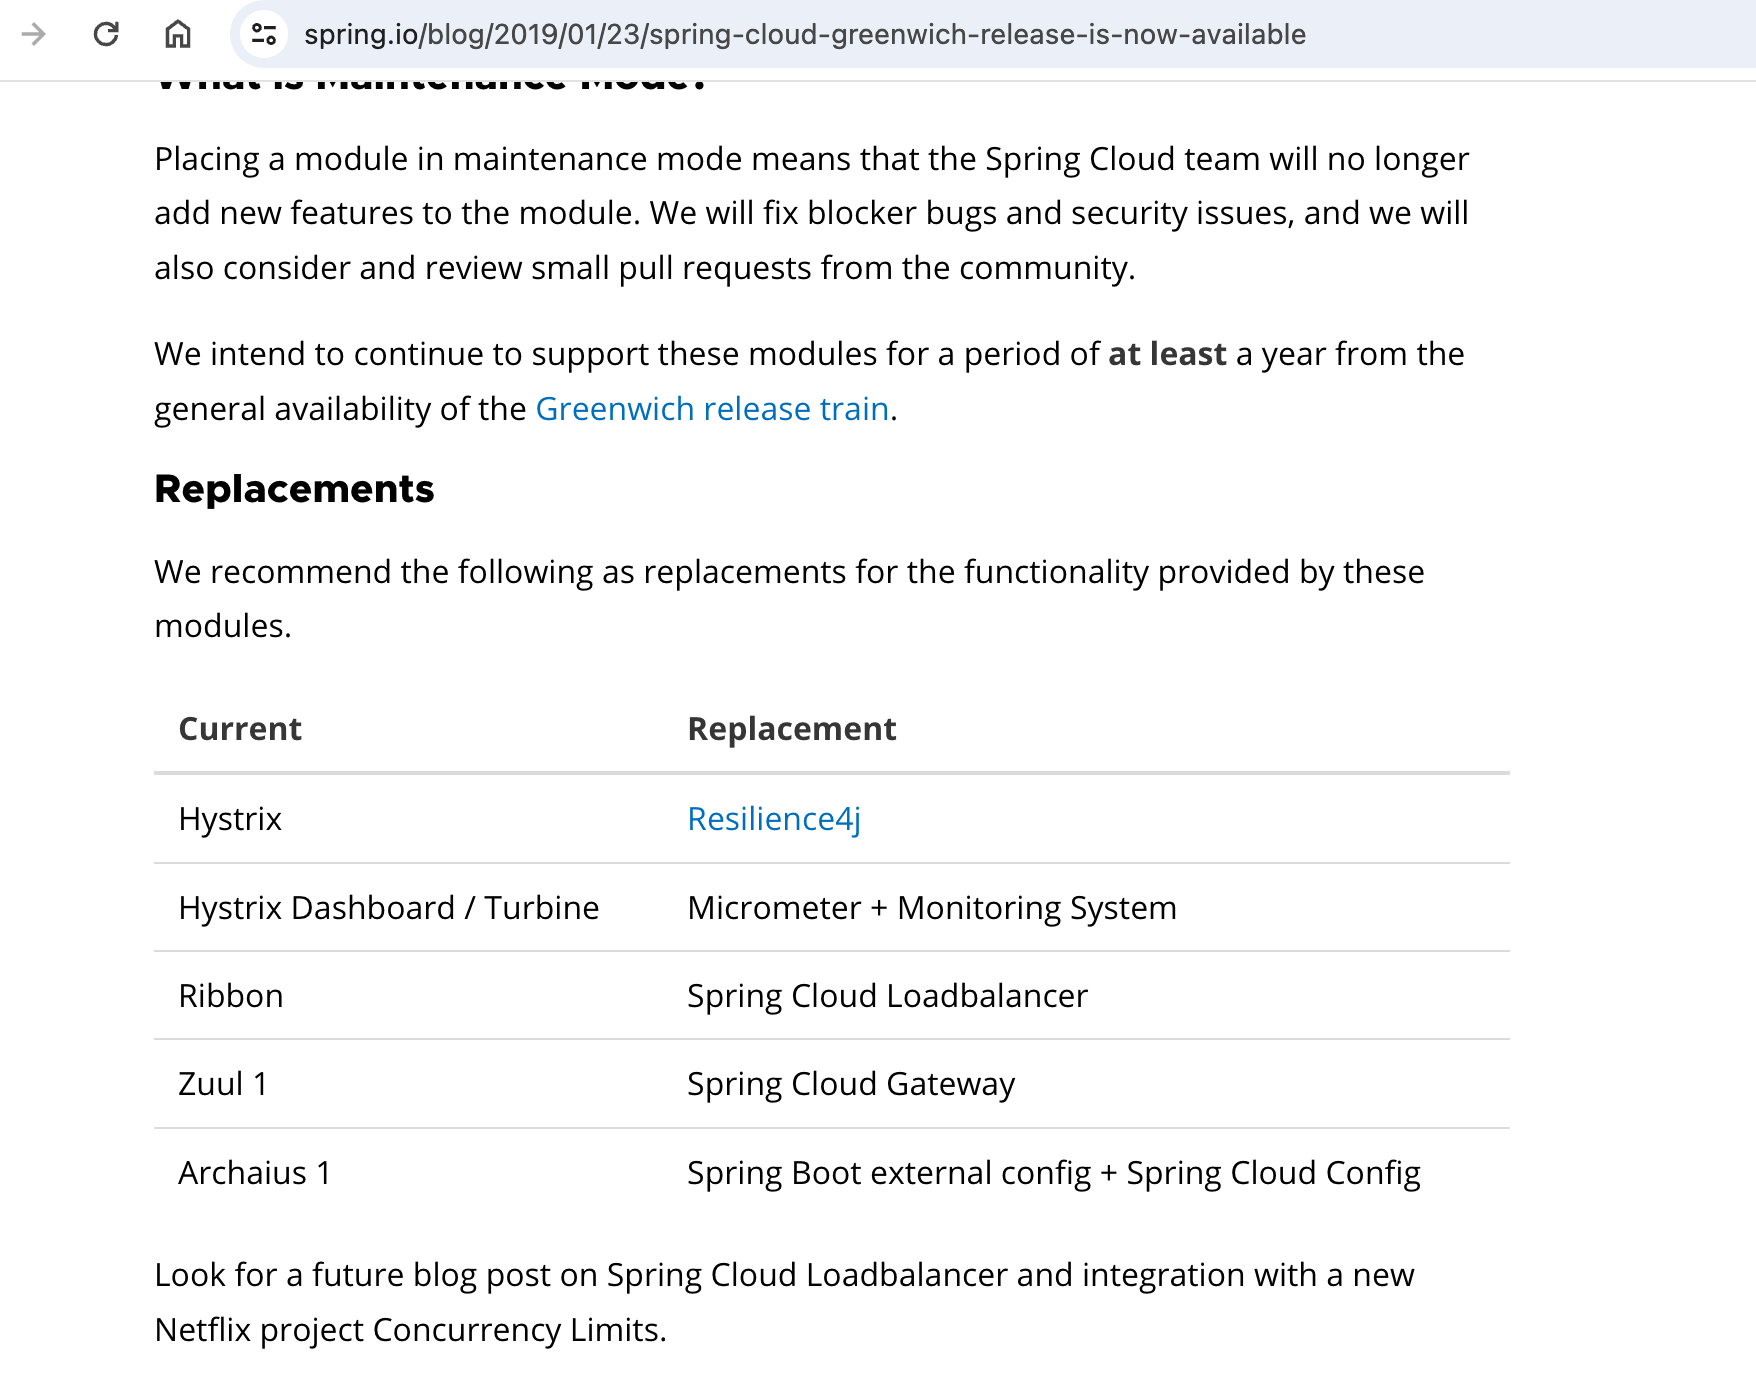 spring.io/blog/2019/01/23/spring-cloud-greenwich-release-is-now-available
What is Maintenance Mode?
Placing a module in maintenance mode means that the Spring Cloud team will no longer
add new features to the module. We will fix blocker bugs and security issues, and we will
also consider and review small pull requests from the community.
We intend to continue to support these modules for a period of at least a year from the
general availability of the Greenwich release train.
Replacements
We recommend the following as replacements for the functionality provided by these
modules.
Current Replacement
Hystrix Resilience4j
Hystrix Dashboard / Turbine Micrometer + Monitoring System
Ribbon Spring Cloud Loadbalancer
Zuul 1 Spring Cloud Gateway
Archaius 1 Spring Boot external config + Spring Cloud Config
Look for a future blog post on Spring Cloud Loadbalancer and integration with a new
Netflix project Concurrency Limits.